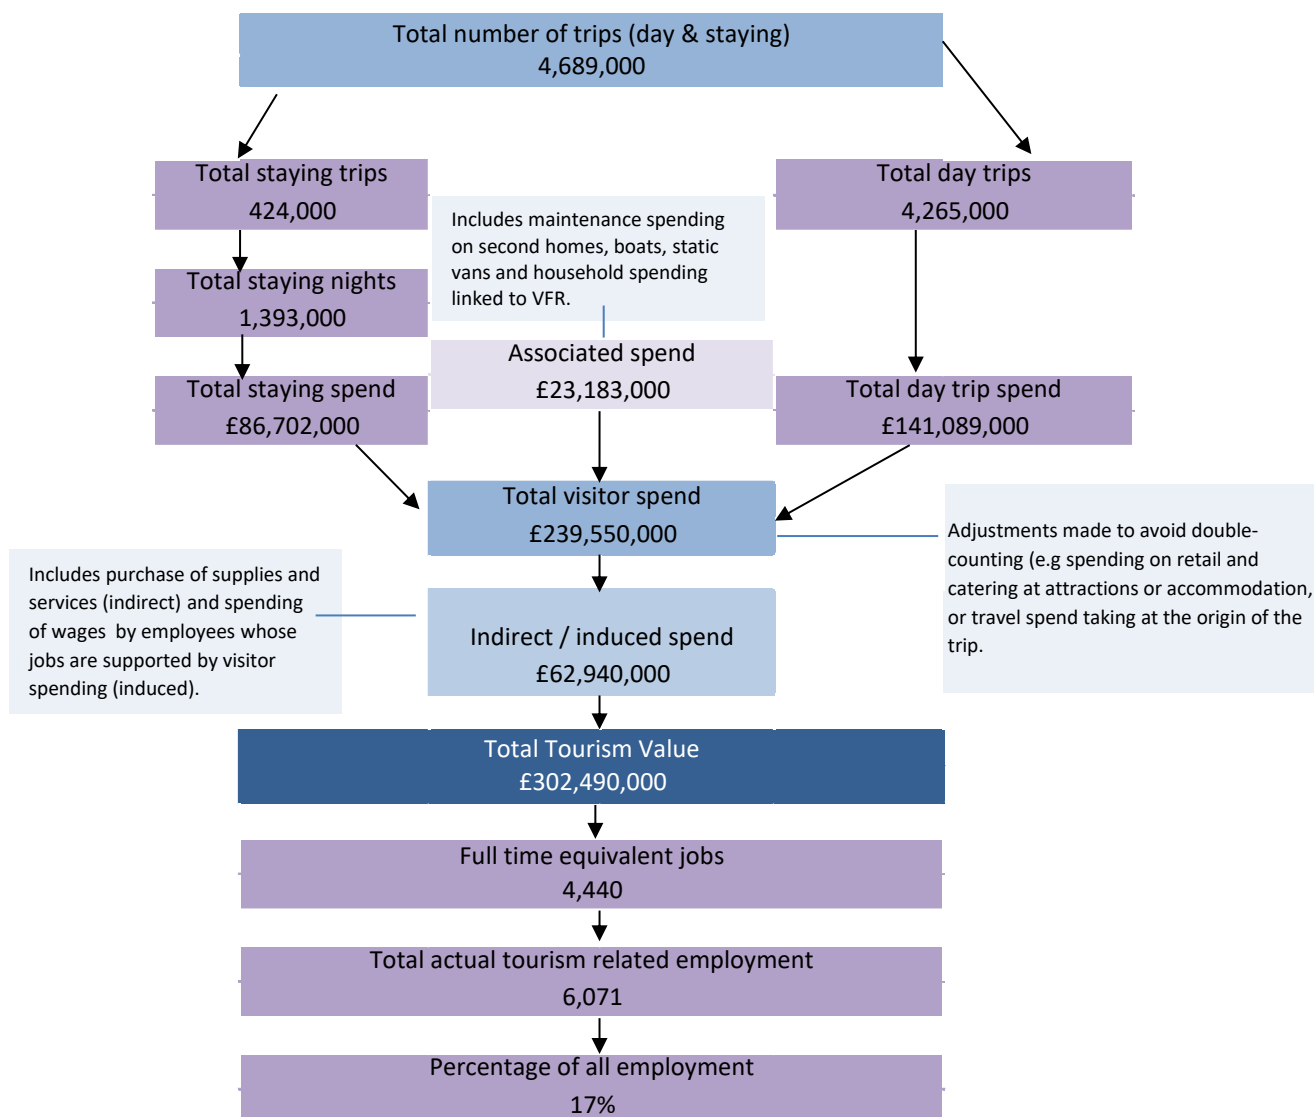 Total number of trips (day & staying)
4,689,000
Total staying trips
424,000
Total day trips
4,265,000
Includes maintenance spending
on second homes, boats, static
vans and household spending
linked to VFR.
Total staying nights
1,393,000
Associated spend
£23,183,000
Total staying spend
£86,702,000
Total day trip spend
£141,089,000
Total visitor spend
£239,550,000
Adjustments made to avoid double-
counting (e.g spending on retail and
catering at attractions or accommodation,
or travel spend taking at the origin of the
trip.
Includes purchase of supplies and
services (indirect) and spending
of wages by employees whose
jobs are supported by visitor
spending (induced).
Indirect / induced spend
£62,940,000
Total Tourism Value
£302,490,000
Full time equivalent jobs
4,440
Total actual tourism related employment
6,071
Percentage of all employment
17%